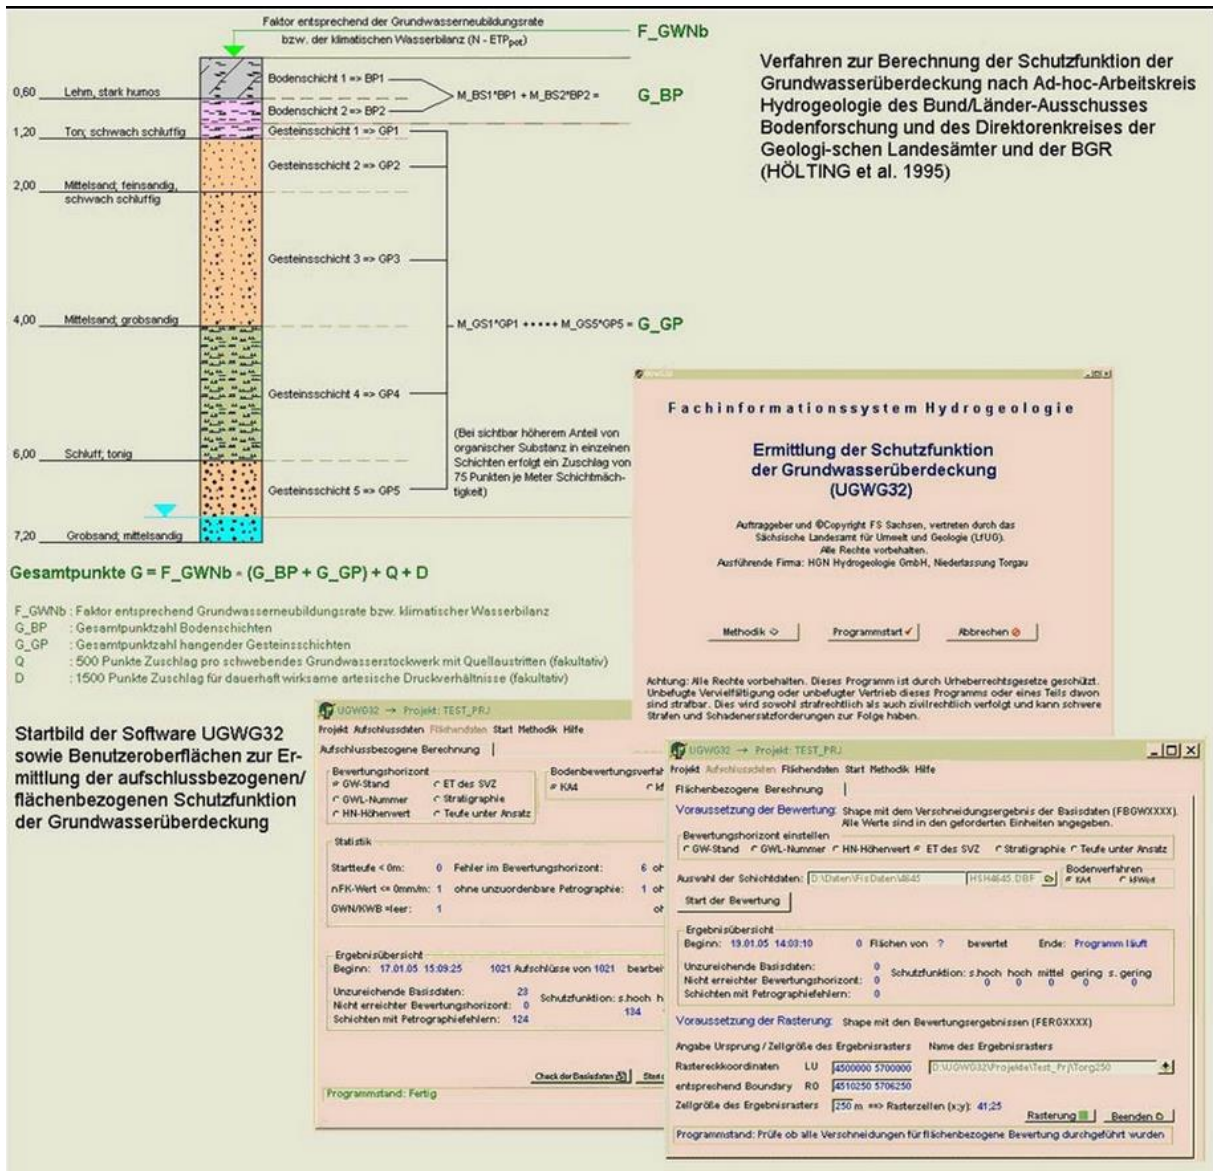 Faktor entsprechend der Grundwasserneubildungsrate
bzw. der klimatischen Wasserbilanz (N - ETPpot)
F_GWNb
Bodenschicht 1 => BP1
0,60 Lehm, stark humos
M_BS1*BP1 + M_BS2*BP2 = G_BP
Bodenschicht 2 => BP2
1,20 Ton; schwach schluffig
Gesteinsschicht 1 => GP1
Gesteinsschicht 2 => GP2
2,00 Mittelsand; feinsandig,
schwach schluffig
Gesteinsschicht 3 => GP3
4,00 Mittelsand; grobsandig
M_GS1*GP1 +••••+ M_GS5*GP5 = G_GP
Gesteinsschicht 4 => GP4
(Bei sichtbar höherem Anteil von
organischer Substanz in einzelnen
Schichten erfolgt ein Zuschlag von
75 Punkten je Meter Schichtmäch-
tigkeit)
6,00 Schluff, tonig
Gesteinsschicht 5 => GP5
7,20 Grobsand; mittelsandig
Verfahren zur Berechnung der Schutzfunktion der
Grundwasserüberdeckung nach Ad-hoc-Arbeitskreis
Hydrogeologie des Bund/Länder-Ausschusses
Bodenforschung und des Direktorenkreises der
Geologi-schen Landesämter und der BGR
(HÖLTING et al. 1995)
Gesamtpunkte G = F_GWNb * (G_BP + G_GP) + Q + D
F_GWNb : Faktor entsprechend Grundwasserneubildungsrate bzw. klimatischer Wasserbilanz
G_BP : Gesamtpunktzahl Bodenschichten
G_GP : Gesamtpunktzahl hangender Gesteinsschichten
Q : 500 Punkte Zuschlag pro schwebendes Grundwasserstockwerk mit Quellaustritten (fakultativ)
D : 1500 Punkte Zuschlag für dauerhaft wirksame artesische Druckverhältnisse (fakultativ)
Startbild der Software UGWG32
sowie Benutzeroberflächen zur Er-
mittlung der aufschlussbezogenen/
flächenbezogenen Schutzfunktion
der Grundwasserüberdeckung
Fachinformationssystem Hydrogeologie
Ermittlung der Schutzfunktion
der Grundwasserüberdeckung
(UGWG32)
Auftraggeber und ©Copyright FS Sachsen, vertreten durch das
Sächsische Landesamt für Umwelt und Geologie (LfUG).
Alle Rechte vorbehalten.
Ausführende Firma: HGN Hydrogeologie GmbH, Niederlassung Torgau
Methodik Programmstart Abbrechen
Achtung: Alle Rechte vorbehalten. Dieses Programm ist durch Urheberrechtsgesetze geschützt.
Unbefugte Vervielfältigung oder unbefugter Vertrieb dieses Programms oder eines Teils davon
sind strafbar. Dies wird sowohl strafrechtlich als auch zivilrechtlich verfolgt und kann schwere
Strafen und Schadenersatzforderungen zur Folge haben.
UGWG32 → Projekt: TEST_PRJ
Projekt Aufschlussdaten Flächendaten Start Methodik Hilfe
Aufschlussbezogene Berechnung
Bewertungshorizont
GW-Stand ET des SVZ
GWL-Nummer Stratigraphie
HN-Höhenwert Teufe unter Ansatz
Bodenbewertungsverfah
KA4 kf
Statistik
Startteufe < 0m: 0 Fehler im Bewertungshorizont: 6 oh
nFK-Wert <= 0mm/m: 1 ohne unzuordenbare Petrographie: 1 oh
GWN/KWB =leer: 1 oh
Ergebnisübersicht
Beginn: 17.01.05 15:09:25 1021 Aufschlüsse von 1021 bearbei
Unzureichende Basisdaten: 23
Nicht erreichter Bewertungshorizont: 0
Schichten mit Petrographiefehlern: 124
Schutzfunktion: s.hoch h
134
Check der Basisdaten Start
Programmstand: Fertig
UGWG32 → Projekt: TEST_PRJ
Projekt Aufschlussdaten Flächendaten Start Methodik Hilfe
Flächenbezogene Berechnung
Voraussetzung der Bewertung: Shape mit dem Verschneidungsergebnis der Basisdaten (FBGWXXXX).
Alle Werte sind in den geforderten Einheiten angegeben.
Bewertungshorizont einstellen
GW-Stand GWL-Nummer HN-Höhenwert ET des SVZ Stratigraphie Teufe unter Ansatz
Auswahl der Schichtdaten: D:\Daten\FisDaten\4645 HSH4645.DBF
Bodenverfahren
KA4 kfWert
Start der Bewertung
Ergebnisübersicht
Beginn: 19.01.05 14:03:10 0 Flächen von ? bewertet Ende: Programm läuft
Unzureichende Basisdaten: 0
Nicht erreichter Bewertungshorizont: 0
Schichten mit Petrographiefehlern: 0
Schutzfunktion: s.hoch hoch mittel gering s. gering
0 0 0 0 0
Voraussetzung der Rasterung: Shape mit den Bewertungsergebnissen (FERGXXXX)
Angabe Ursprung / Zellgröße des Ergebnisrasters Name des Ergebnisrasters
Rastereckkoordinaten LU 4500000 5700000 D:\UGWG32\Projekte\Test_Prj\Torg250
entsprechend Boundary RO 4510250 5706250
Zellgröße des Ergebnisrasters 250 m ==> Rasterzellen (x;y): 41;25
Rasterung Beenden
Programmstand: Prüfe ob alle Verschneidungen für flächenbezogene Bewertung durchgeführt wurden